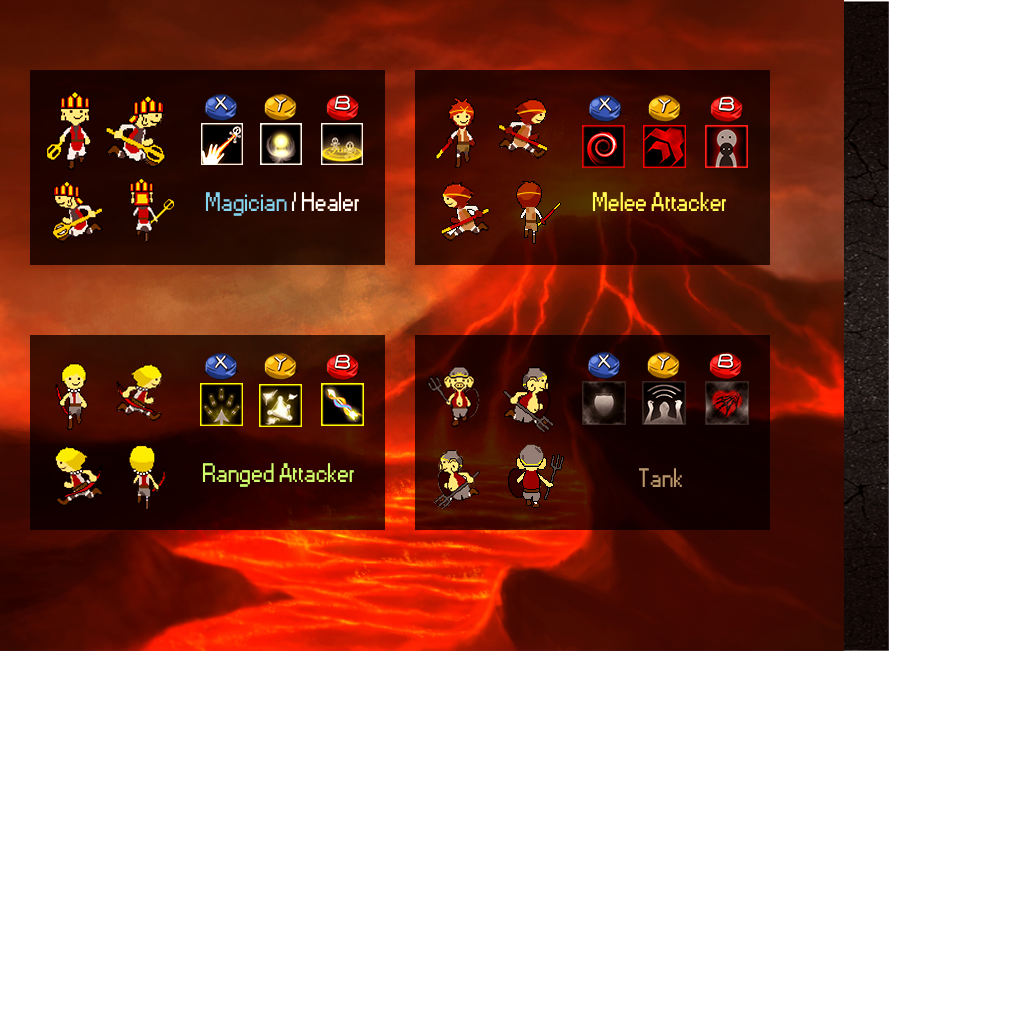 X Y B
Magician / Healer
X Y B
Melee Attacker
X Y B
Ranged Attacker
X Y B
Tank